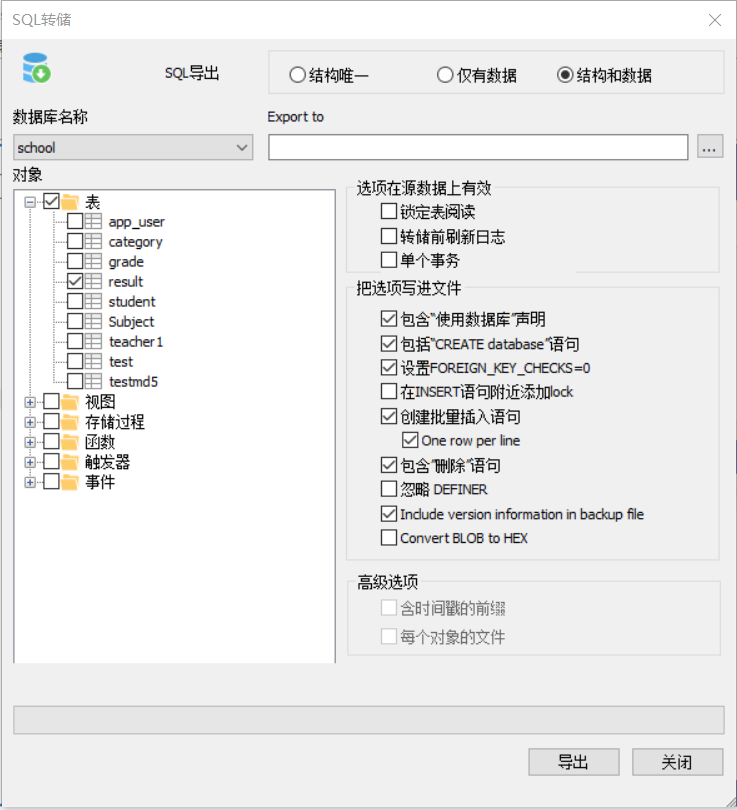 SQL转储
SQL导出
结构唯一
仅有数据
结构和数据
数据库名称
Export to
school
...
对象
表
app_user
category
grade
result
student
Subject
teacher1
test
testmd5
视图
存储过程
函数
触发器
事件
选项在源数据上有效
锁定表阅读
转储前刷新日志
单个事务
把选项写进文件
包含“使用数据库”声明
包括“CREATE database”语句
设置FOREIGN_KEY_CHECKS=0
在INSERT语句附近添加lock
创建批量插入语句
One row per line
包含“删除”语句
忽略 DEFINER
Include version information in backup file
Convert BLOB to HEX
高级选项
含时间戳的前缀
每个对象的文件
导出
关闭